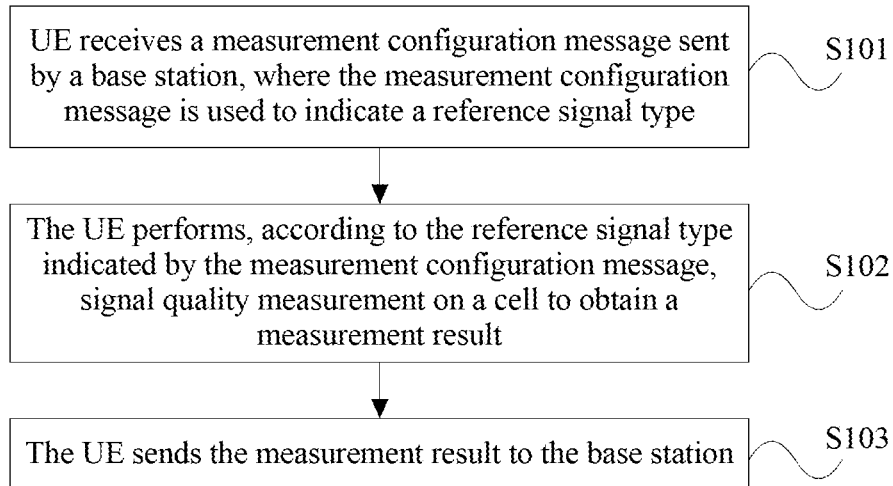 UE receives a measurement configuration message sent
by a base station, where the measurement configuration
message is used to indicate a reference signal type
S101
The UE performs, according to the reference signal type
indicated by the measurement configuration message,
signal quality measurement on a cell to obtain a
measurement result
S102
The UE sends the measurement result to the base station
S103